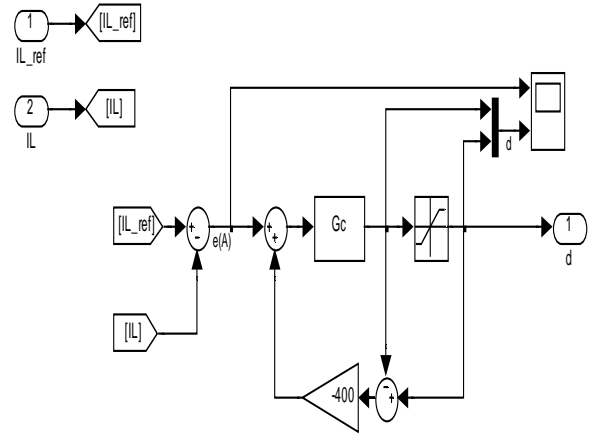 1
[IL_ref]
IL_ref
2
[IL]
IL
d
[IL_ref]
+
-
e(A)
+
+
Gc
1
d
[IL]
-400
-
+